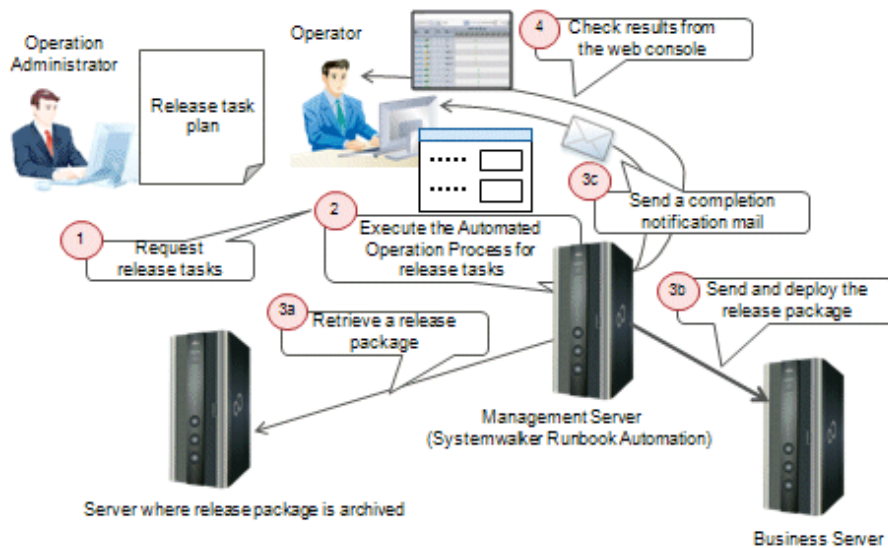 Operation
Administrator
Release task
plan
Operator
4
Check results from
the web console
3c
Send a completion
notification mail
1
Request
release tasks
2
Execute the Automated
Operation Process for
release tasks
3a
Retrieve a release
package
3b
Send and deploy the
release package
Management Server
(Systemwalker Runbook Automation)
Server where release package is archived
Business Server